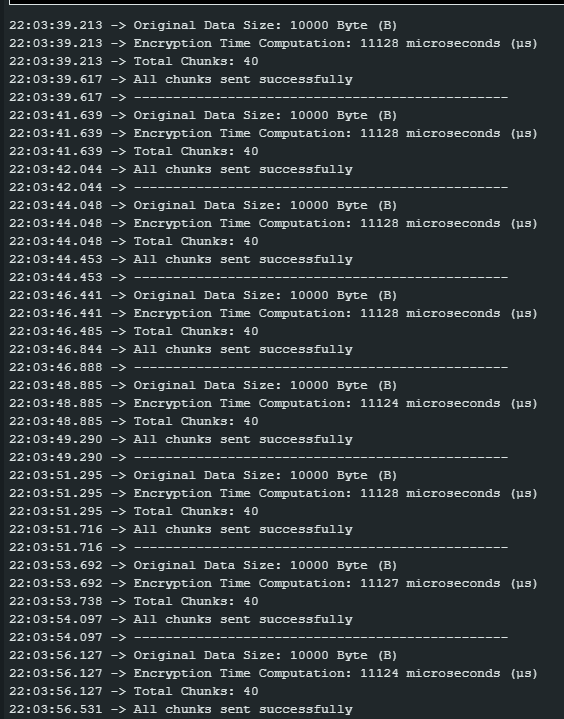 22:03:39.213 -> Original Data Size: 10000 Byte (B)
22:03:39.213 -> Encryption Time Computation: 11128 microseconds (µs)
22:03:39.213 -> Total Chunks: 40
22:03:39.617 -> All chunks sent successfully
22:03:39.617 -> ------------------------------------------------
22:03:41.639 -> Original Data Size: 10000 Byte (B)
22:03:41.639 -> Encryption Time Computation: 11128 microseconds (µs)
22:03:41.639 -> Total Chunks: 40
22:03:42.044 -> All chunks sent successfully
22:03:42.044 -> ------------------------------------------------
22:03:44.048 -> Original Data Size: 10000 Byte (B)
22:03:44.048 -> Encryption Time Computation: 11128 microseconds (µs)
22:03:44.048 -> Total Chunks: 40
22:03:44.453 -> All chunks sent successfully
22:03:44.453 -> ------------------------------------------------
22:03:46.441 -> Original Data Size: 10000 Byte (B)
22:03:46.441 -> Encryption Time Computation: 11128 microseconds (µs)
22:03:46.485 -> Total Chunks: 40
22:03:46.844 -> All chunks sent successfully
22:03:46.888 -> ------------------------------------------------
22:03:48.885 -> Original Data Size: 10000 Byte (B)
22:03:48.885 -> Encryption Time Computation: 11124 microseconds (µs)
22:03:48.885 -> Total Chunks: 40
22:03:49.290 -> All chunks sent successfully
22:03:49.290 -> ------------------------------------------------
22:03:51.295 -> Original Data Size: 10000 Byte (B)
22:03:51.295 -> Encryption Time Computation: 11128 microseconds (µs)
22:03:51.295 -> Total Chunks: 40
22:03:51.716 -> All chunks sent successfully
22:03:51.716 -> ------------------------------------------------
22:03:53.692 -> Original Data Size: 10000 Byte (B)
22:03:53.692 -> Encryption Time Computation: 11127 microseconds (µs)
22:03:53.738 -> Total Chunks: 40
22:03:54.097 -> All chunks sent successfully
22:03:54.097 -> ------------------------------------------------
22:03:56.127 -> Original Data Size: 10000 Byte (B)
22:03:56.127 -> Encryption Time Computation: 11124 microseconds (µs)
22:03:56.127 -> Total Chunks: 40
22:03:56.531 -> All chunks sent successfully